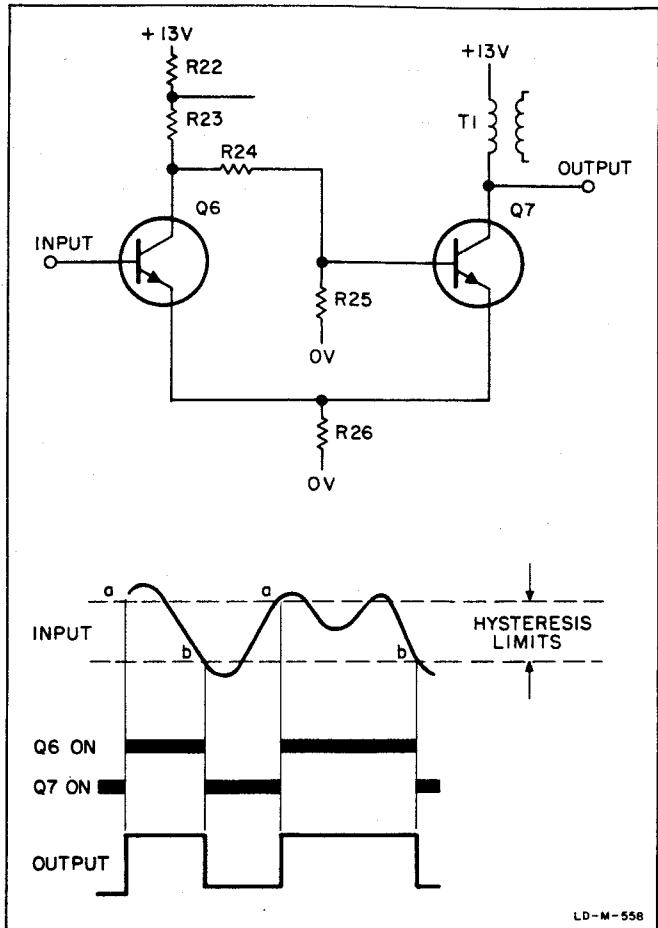 +13V
R22
R23
R24
Q6
INPUT
R25
0V
R26
0V
+13V
T1
OUTPUT
Q7
a
a
INPUT
b
b
HYSTERESIS
LIMITS
Q6 ON
Q7 ON
OUTPUT
LD-M-558